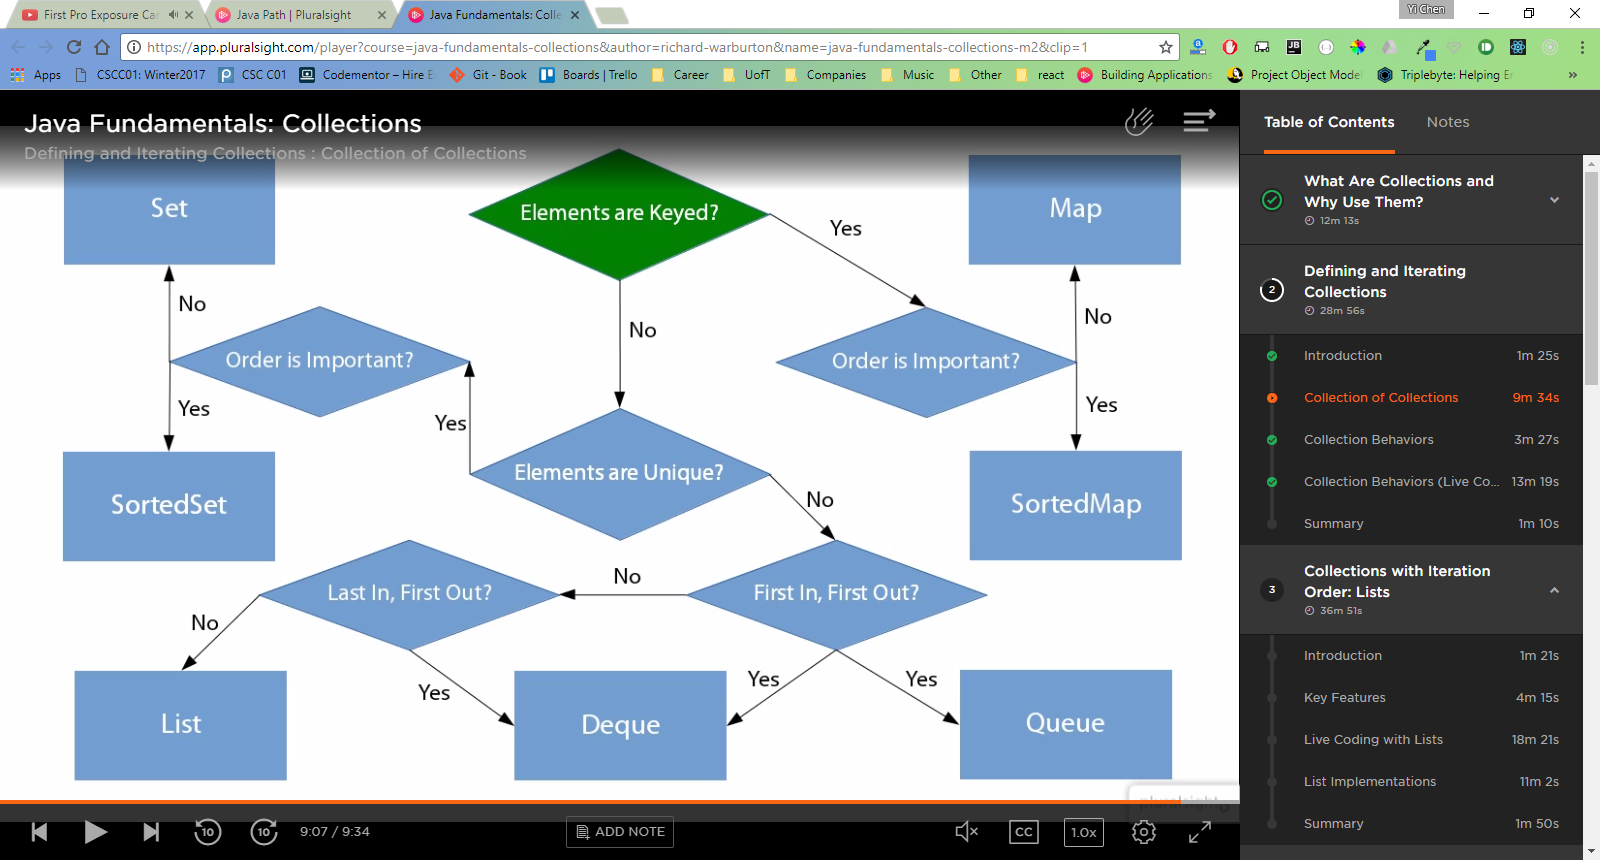 First Pro Exposure Car
Java Path | Pluralsight
Java Fundamentals: Colle
Yi Chen
https://app.pluralsight.com/player?course=java-fundamentals-collections&author=richard-warburton&name=java-fundamentals-collections-m2&clip=1
Apps
CSCC01: Winter2017
CSC C01
Codementor – Hire E
Git - Book
Boards | Trello
Career
UofT
Companies
Music
Other
react
Building Applications
Project Object Model
Triplebyte: Helping E
Java Fundamentals: Collections
Defining and Iterating Collections : Collection of Collections
Set
Elements are Keyed?
Map
Yes
No
No
No
Order is Important?
Order is Important?
Yes
Yes
Yes
Elements are Unique?
SortedSet
No
SortedMap
No
Last In, First Out?
First In, First Out?
No
Yes
Yes
Yes
List
Deque
Queue
10
10
9:07 / 9:34
ADD NOTE
CC
1.0x
Table of Contents
Notes
What Are Collections and
Why Use Them?
12m 13s
2
Defining and Iterating
Collections
28m 56s
Introduction 1m 25s
Collection of Collections 9m 34s
Collection Behaviors 3m 27s
Collection Behaviors (Live Co... 13m 19s
Summary 1m 10s
3
Collections with Iteration
Order: Lists
36m 51s
Introduction 1m 21s
Key Features 4m 15s
Live Coding with Lists 18m 21s
List Implementations 11m 2s
Summary 1m 50s